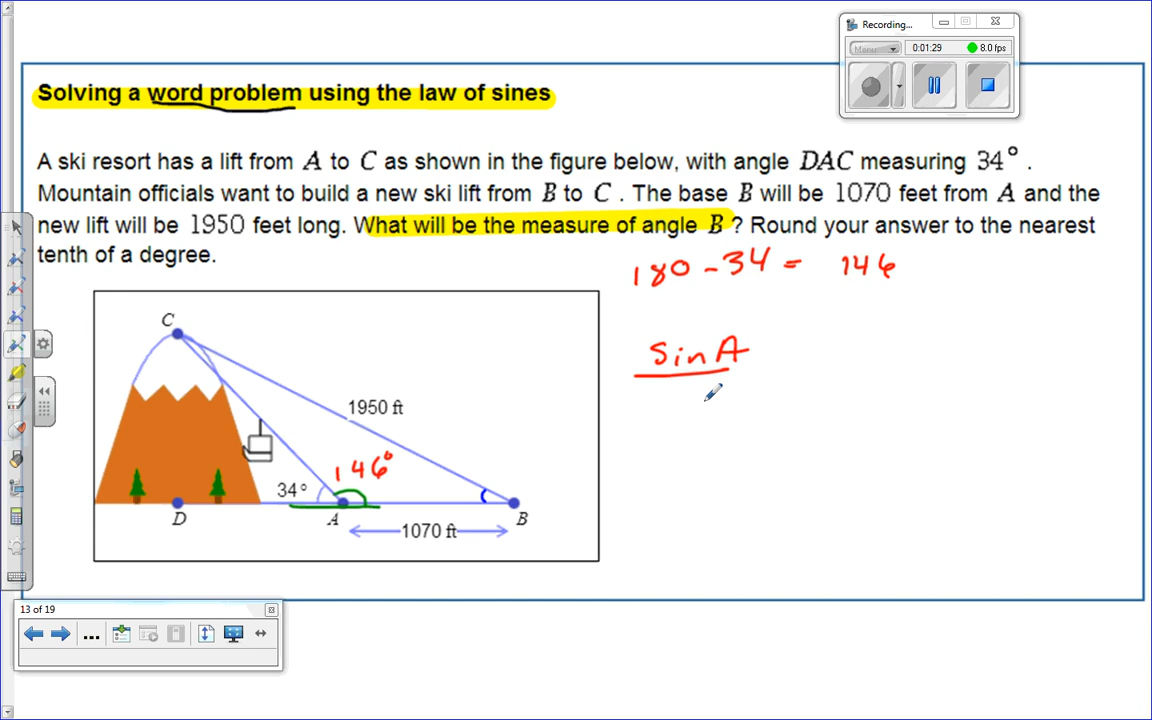 Recording...
Menu
0:01:29
8.0 fps
Solving a word problem using the law of sines
A ski resort has a lift from A to C as shown in the figure below, with angle DAC measuring 34°.
Mountain officials want to build a new ski lift from B to C. The base B will be 1070 feet from A and the
new lift will be 1950 feet long. What will be the measure of angle B? Round your answer to the nearest
tenth of a degree.
180 - 34 = 146
sin A
C
1950 ft
146°
34°
D
A
B
1070 ft
13 of 19
...